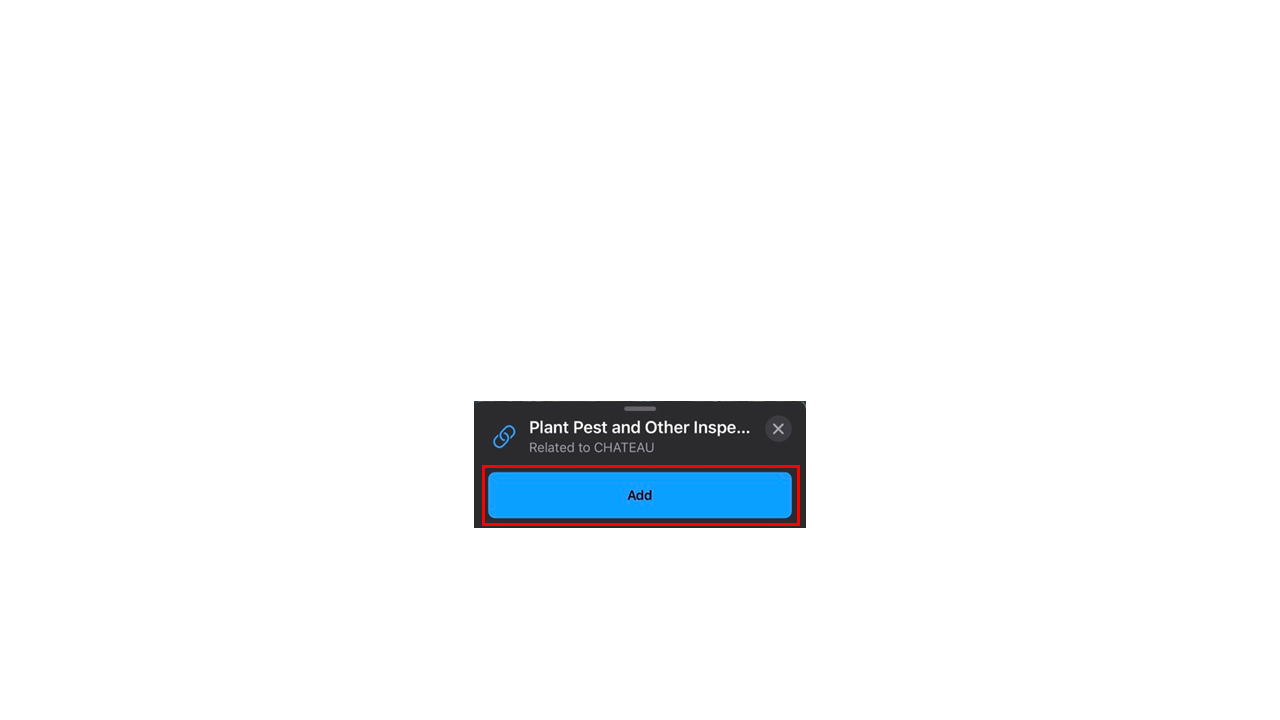 Plant Pest and Other Inspe...
Related to CHATEAU
Add